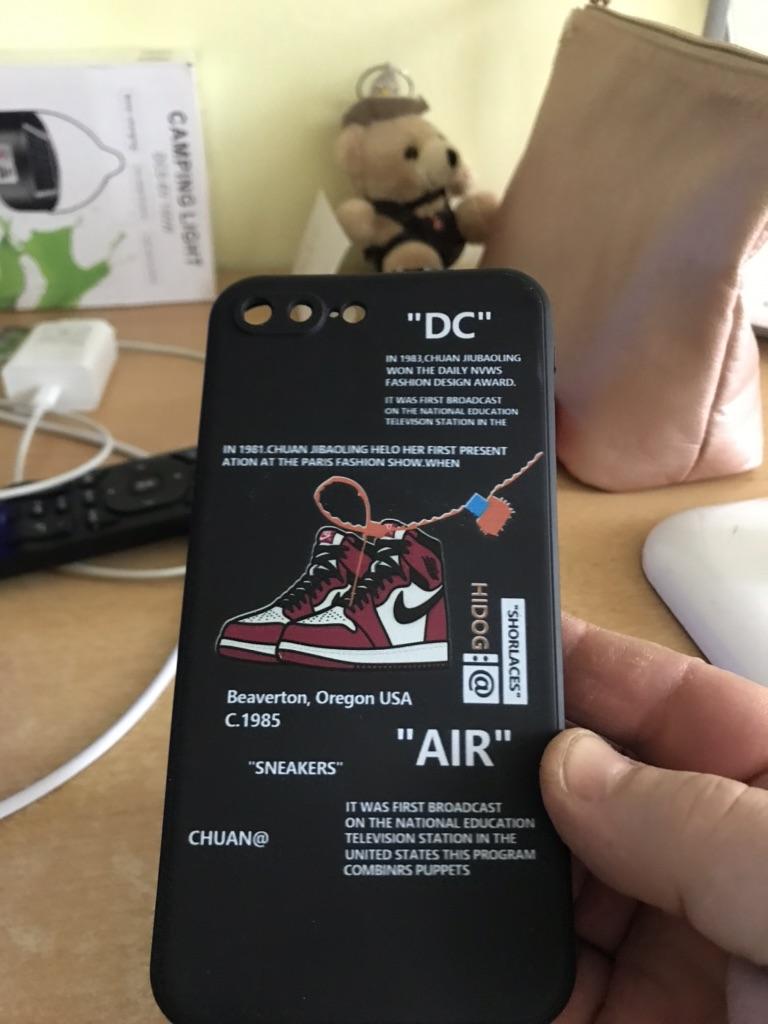 CAMPING LIGHT
"DC"
IN 1983,CHUAN JIUBAOLING
WON THE DAILY NVWS
FASHION DESIGN AWARD.
IT WAS FIRST BROADCAST
ON THE NATIONAL EDUCATION
TELEVISON STATION IN THE
IN 1981.CHUAN JIBAOLING HELO HER FIRST PRESENT
ATION AT THE PARIS FASHION SHOW.WHEN
HIDOG:@
"SHORLACES"
Beaverton, Oregon USA
C.1985
"AIR"
"SNEAKERS"
IT WAS FIRST BROADCAST
ON THE NATIONAL EDUCATION
CHUAN@
TELEVISION STATION IN THE
UNITED STATES THIS PROGRAM
COMBINRS PUPPETS